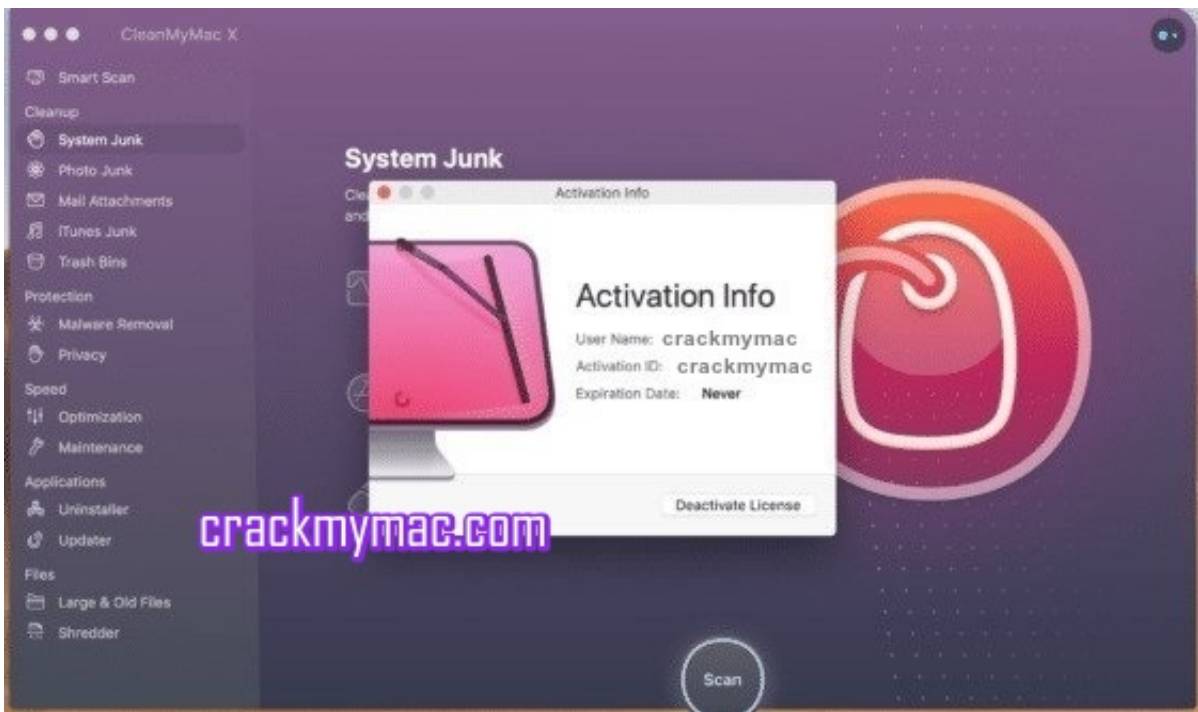 CleanMyMac X
Smart Scan
Cleanup
System Junk
Photo Junk
Mail Attachments
iTunes Junk
Trash Bins
Protection
Malware Removal
Privacy
Speed
Optimization
Maintenance
Applications
Uninstaller
Updater
Files
Large & Old Files
Shredder
System Junk
Cle
and
Activation Info
Activation Info
User Name: crackmymac
Activation ID: crackmymac
Expiration Date: Never
Deactivate License
crackmymac.com
Scan